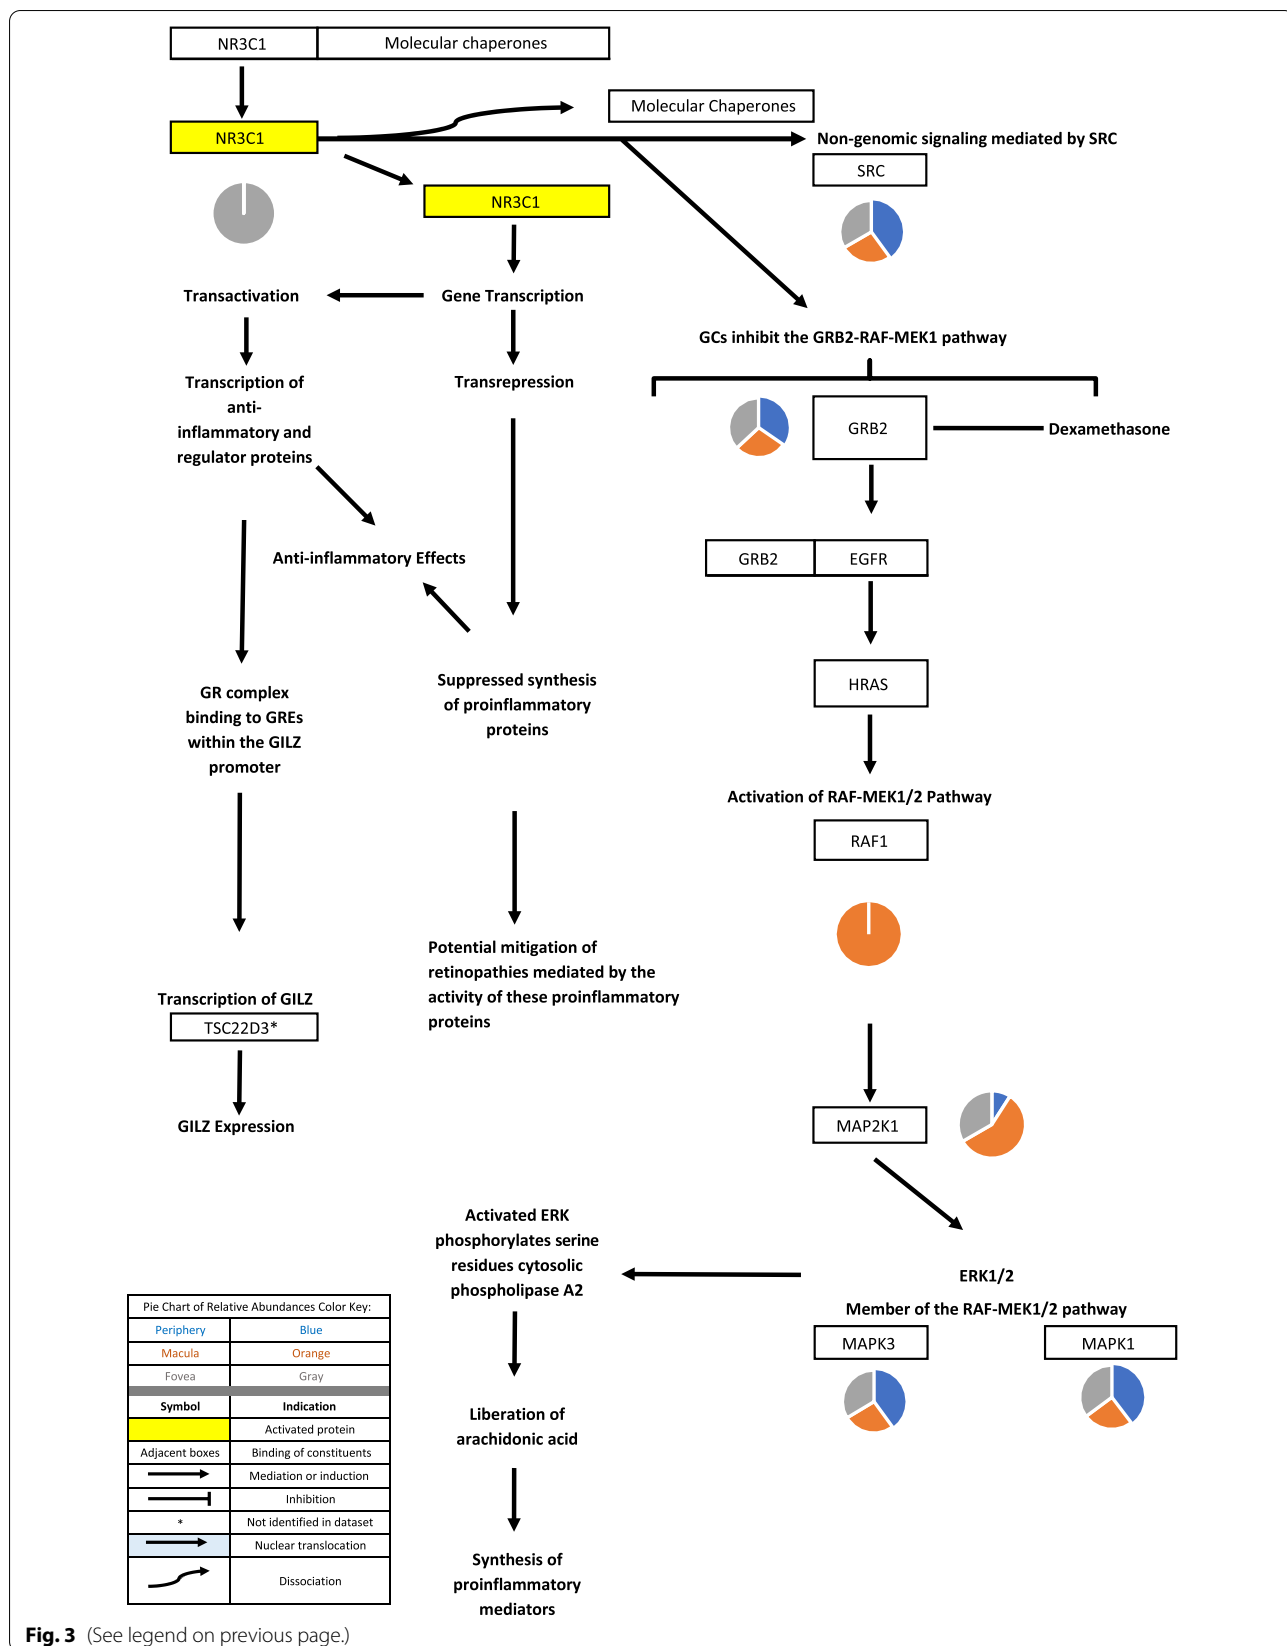 NR3C1 Molecular chaperones
Molecular Chaperones
NR3C1
Non-genomic signaling mediated by SRC
SRC
NR3C1
Transactivation
Gene Transcription
GCs inhibit the GRB2-RAF-MEK1 pathway
Transcription of
anti-
inflammatory and
regulator proteins
Transrepression
GRB2
Dexamethasone
Anti-inflammatory Effects
GRB2 EGFR
HRAS
GR complex
binding to GREs
within the GILZ
promoter
Suppressed synthesis
of proinflammatory
proteins
Activation of RAF-MEK1/2 Pathway
RAF1
Potential mitigation of
retinopathies mediated by the
activity of these proinflammatory
proteins
Transcription of GILZ
TSC22D3*
GILZ Expression
MAP2K1
Activated ERK
phosphorylates serine
residues cytosolic
phospholipase A2
ERK1/2
Member of the RAF-MEK1/2 pathway
MAPK3
MAPK1
Liberation of
arachidonic acid
Synthesis of
proinflammatory
mediators
Pie Chart of Relative Abundances Color Key:
Periphery Blue
Macula Orange
Fovea Gray
Symbol Indication
Activated protein
Adjacent boxes Binding of constituents
Mediation or induction
Inhibition
* Not identified in dataset
Nuclear translocation
Dissociation
Fig. 3 (See legend on previous page.)